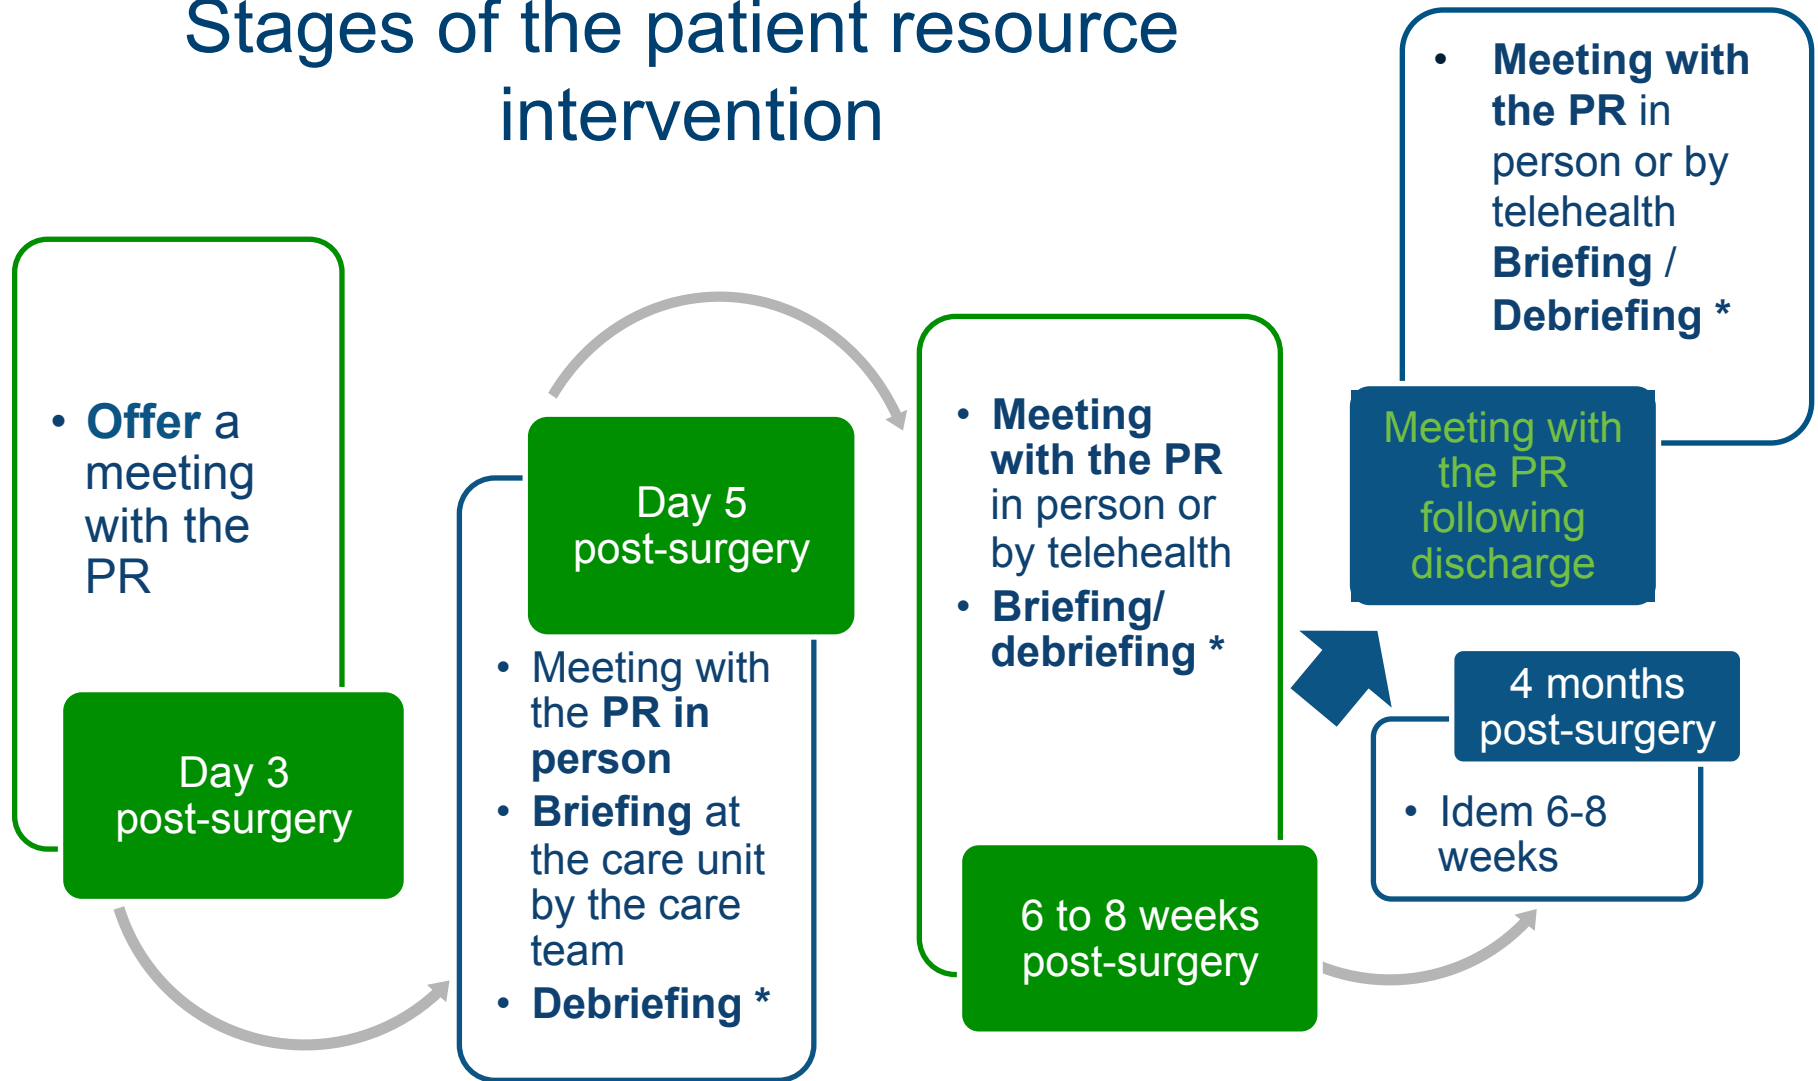 Stages of the patient resource
intervention
• Offer a
meeting
with the
PR
Day 3
post-surgery
Day 5
post-surgery
• Meeting with
the PR in
person
• Briefing at
the care unit
by the care
team
• Debriefing *
• Meeting
with the PR
in person or
by telehealth
• Briefing/
debriefing *
6 to 8 weeks
post-surgery
• Meeting with
the PR in
person or by
telehealth
Briefing /
Debriefing *
Meeting with
the PR
following
discharge
4 months
post-surgery
• Idem 6-8
weeks